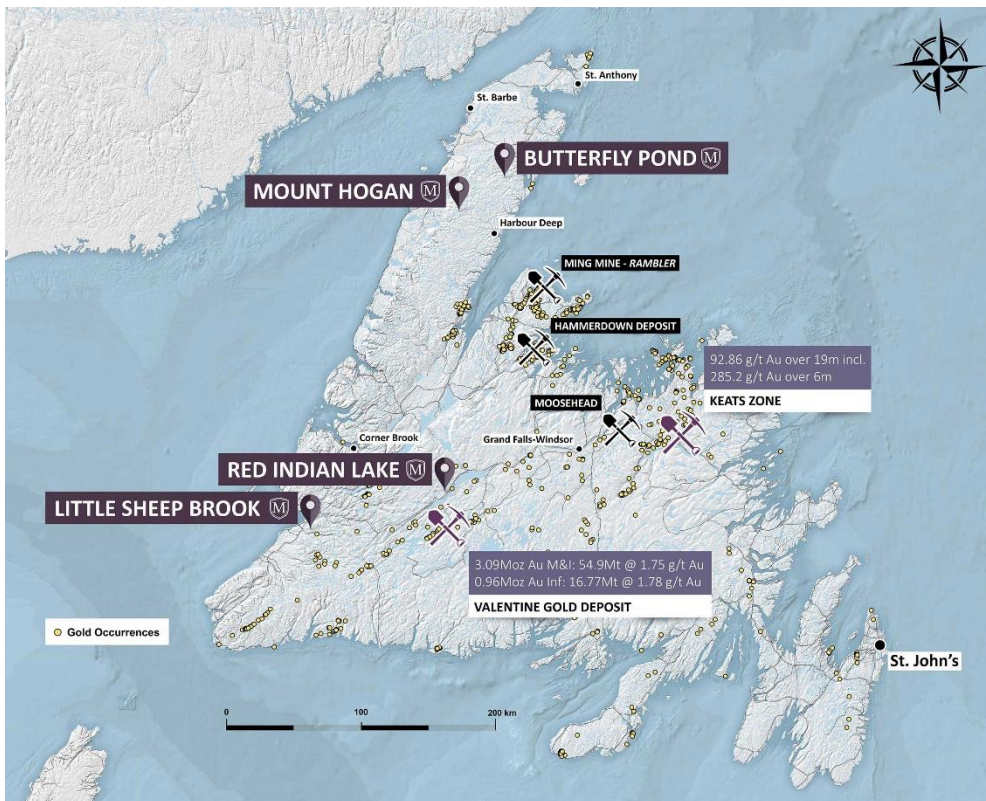 St. Anthony
St. Barbe
BUTTERFLY POND M
MOUNT HOGAN M
Harbour Deep
MING MINE - RAMBLER
HAMMERDOWN DEPOSIT
92.86 g/t Au over 19m incl.
285.2 g/t Au over 6m
KEATS ZONE
MOOSEHEAD
Corner Brook
Grand Falls-Windsor
RED INDIAN LAKE M
LITTLE SHEEP BROOK M
3.09Moz Au M&I: 54.9Mt @ 1.75 g/t Au
0.96Moz Au Inf: 16.77Mt @ 1.78 g/t Au
VALENTINE GOLD DEPOSIT
Gold Occurrences
St. John's
0 100 200 km